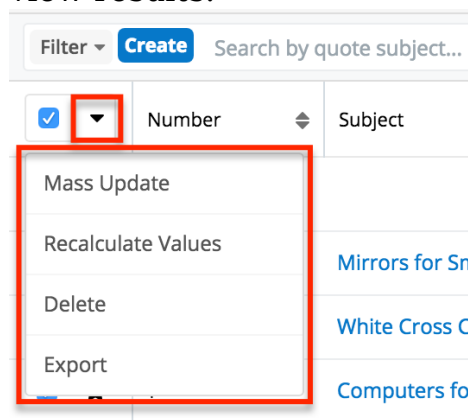 Filter Create Search by quote subject...
Number Subject
Mass Update
Recalculate Values
Mirrors for Sm
Delete
White Cross C
Export
Computers fo